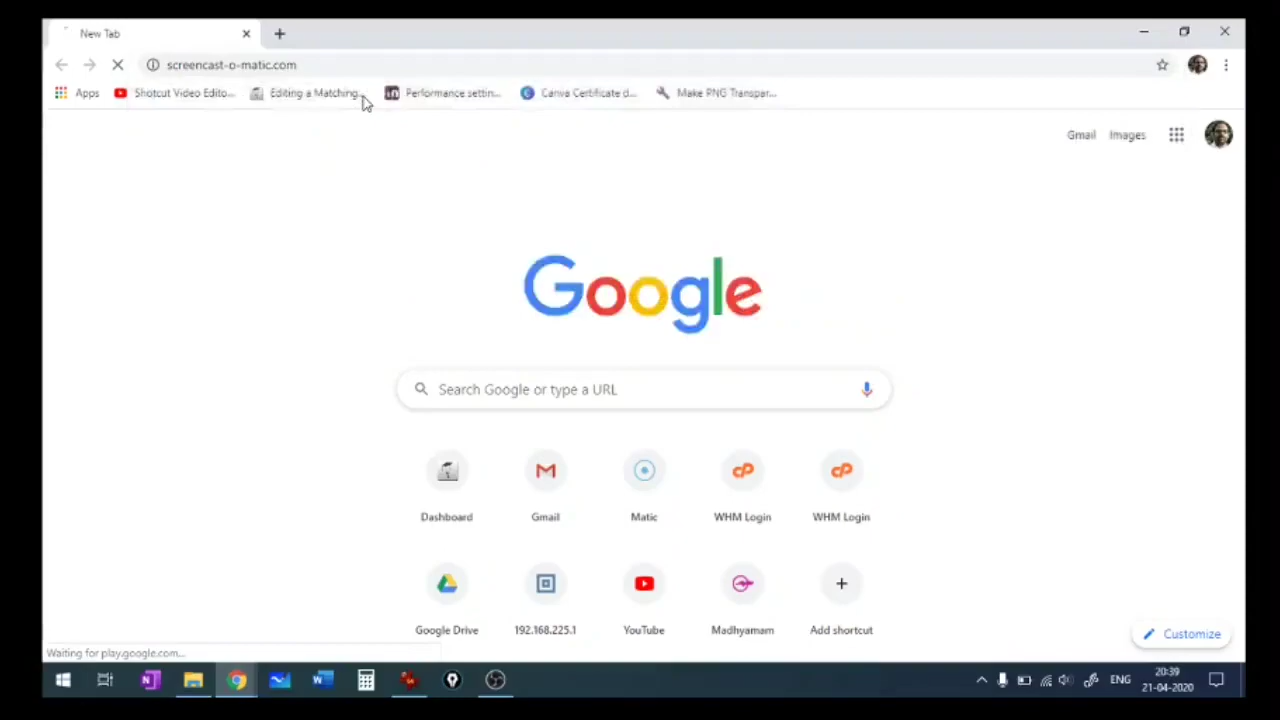 New Tab
screencast-o-matic.com
Apps Shotcut Video Edito... Editing a Matching... Performance settin... Canva Certificate d... Make PNG Transpar...
Gmail Images
Google
Search Google or type a URL
Dashboard Gmail Matic WHM Login WHM Login
Google Drive 192.168.225.1 YouTube Madhyamam Add shortcut
Customize
Waiting for play.google.com...
ENG 20:39
21-04-2020